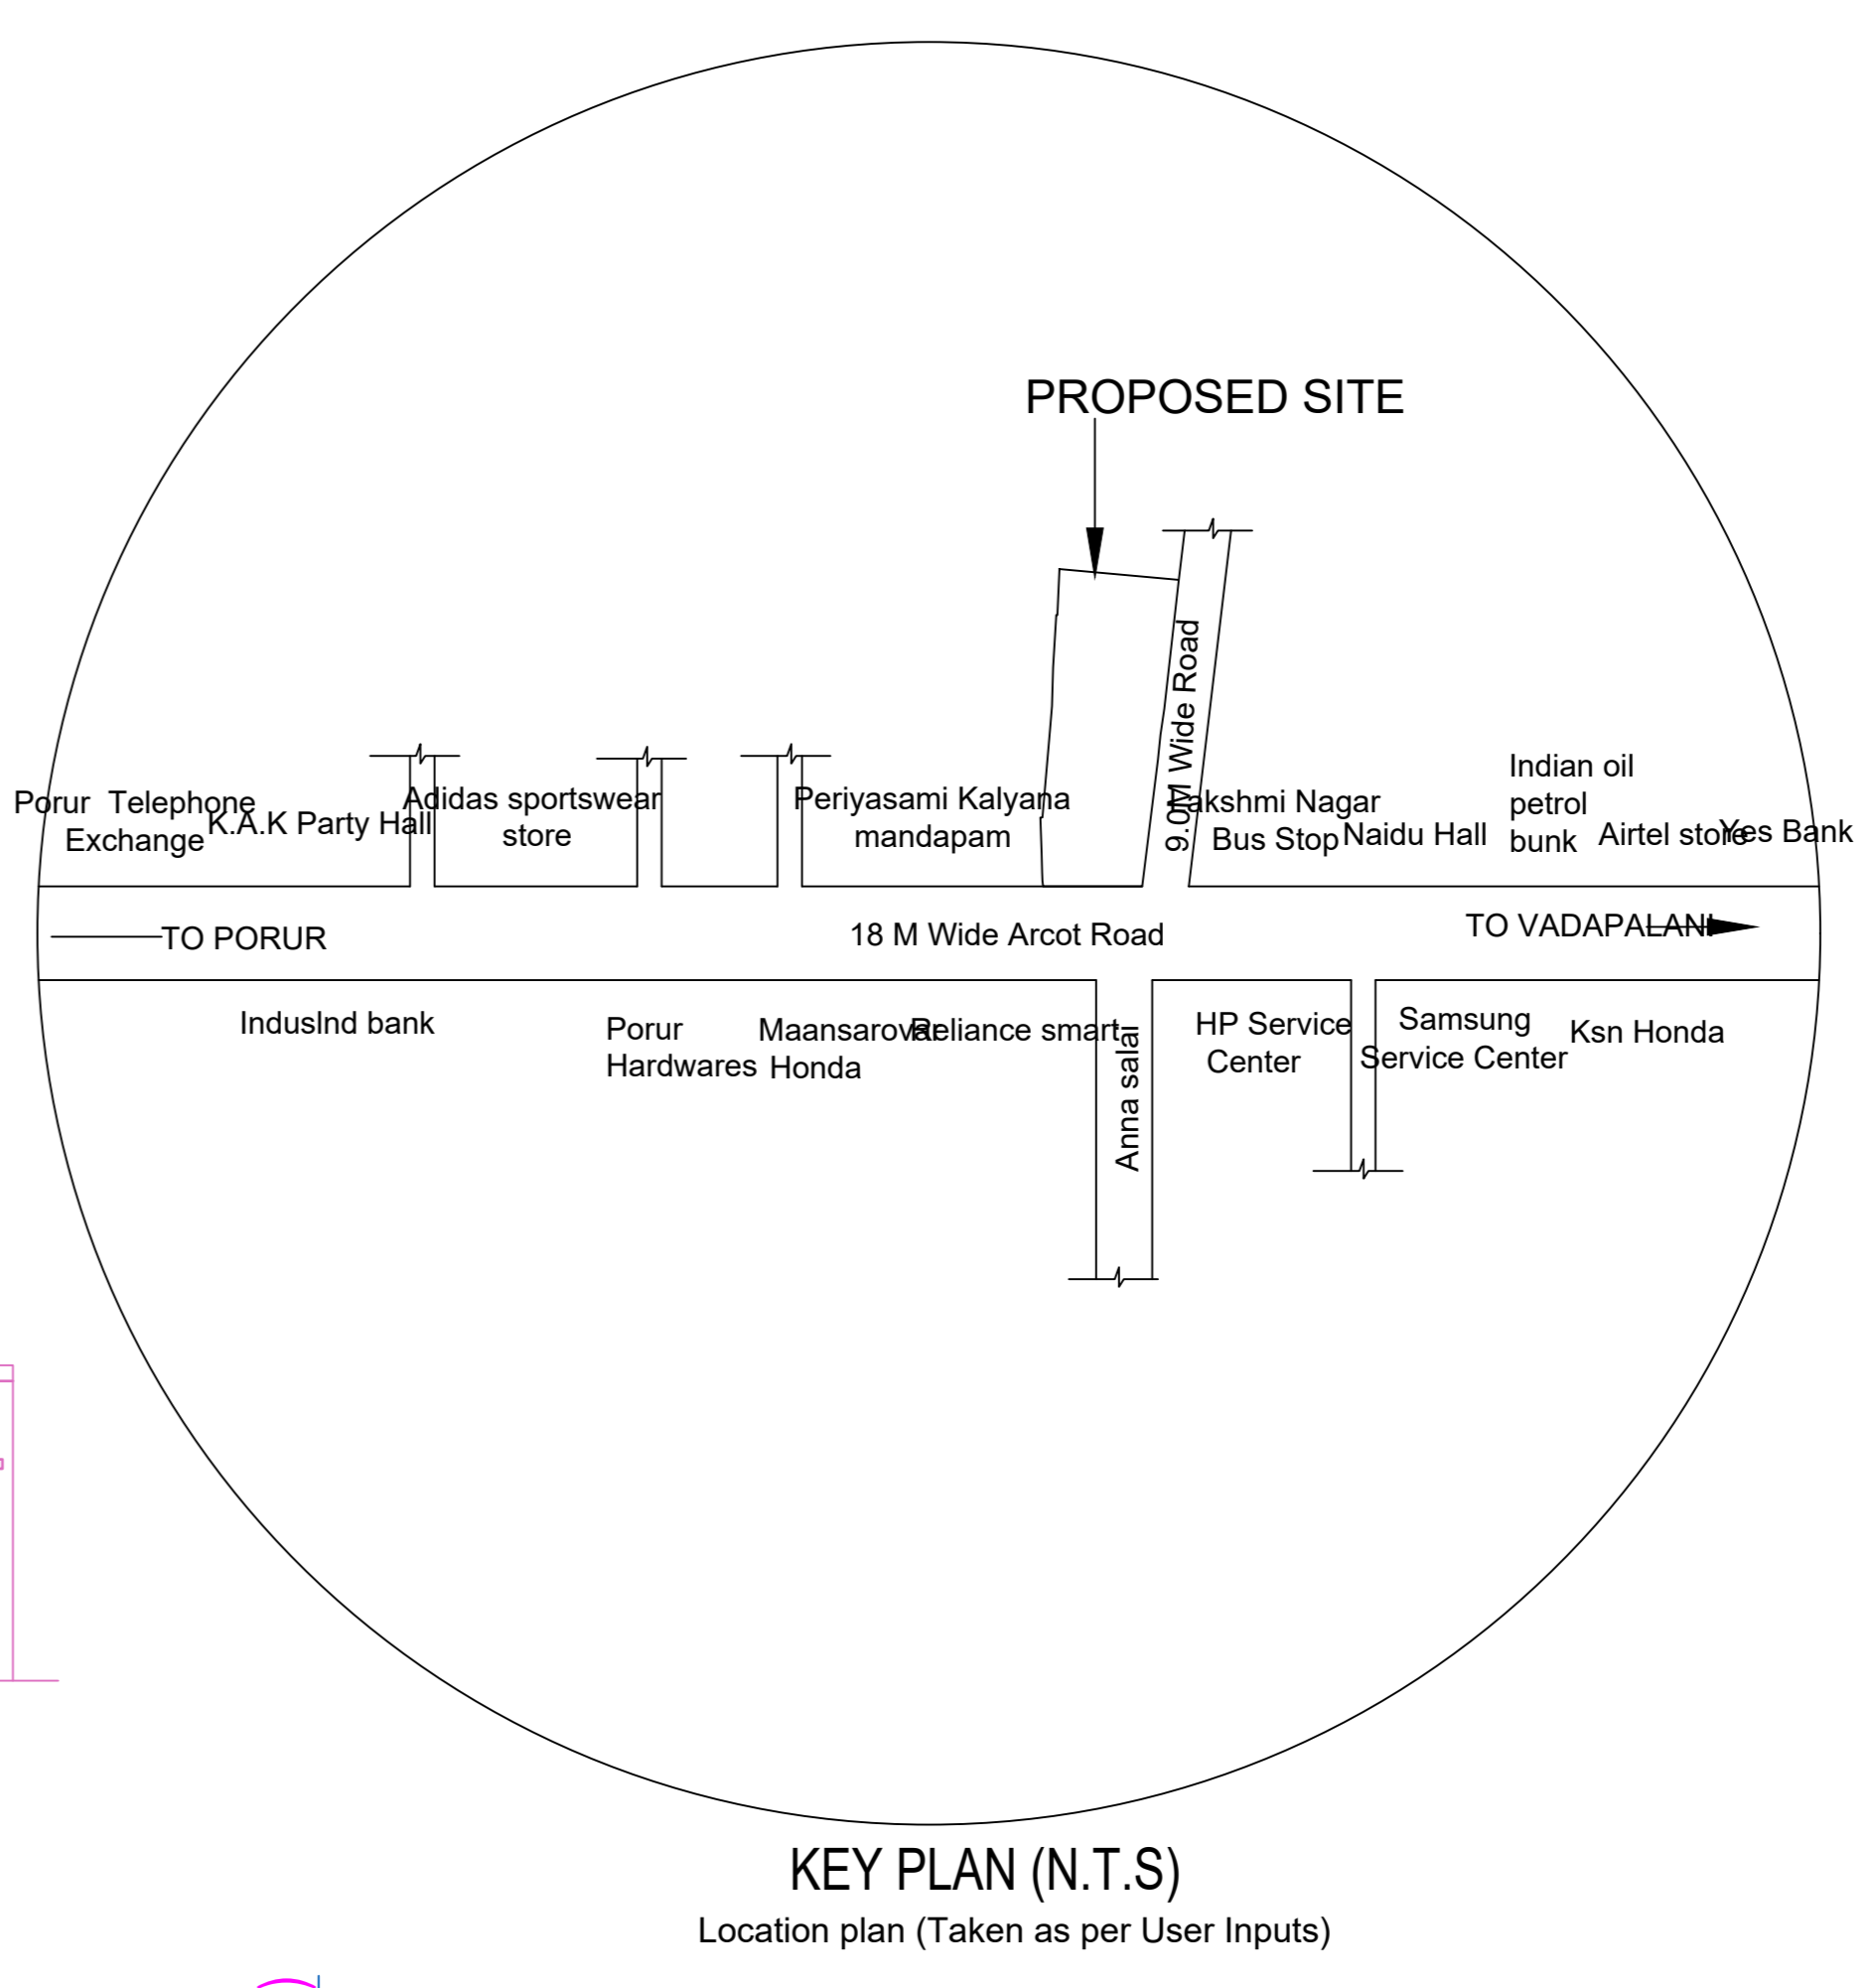 PROPOSED SITE
9.0M Wide Road
Porur  Telephone
Exchange
K.A.K Party Hall
Adidas sportswear
store
Periyasami Kalyana
mandapam
Lakshmi Nagar
Bus Stop
Naidu Hall
Indian oil
petrol
bunk
Airtel store
Yes Bank
TO PORUR
18 M Wide Arcot Road
TO VADAPALANI
IndusInd bank
Porur
Hardwares
Maansarovar
Honda
Reliance smart
Anna salai
HP Service
Center
Samsung
Service Center
Ksn Honda
KEY PLAN (N.T.S)
Location plan (Taken as per User Inputs)